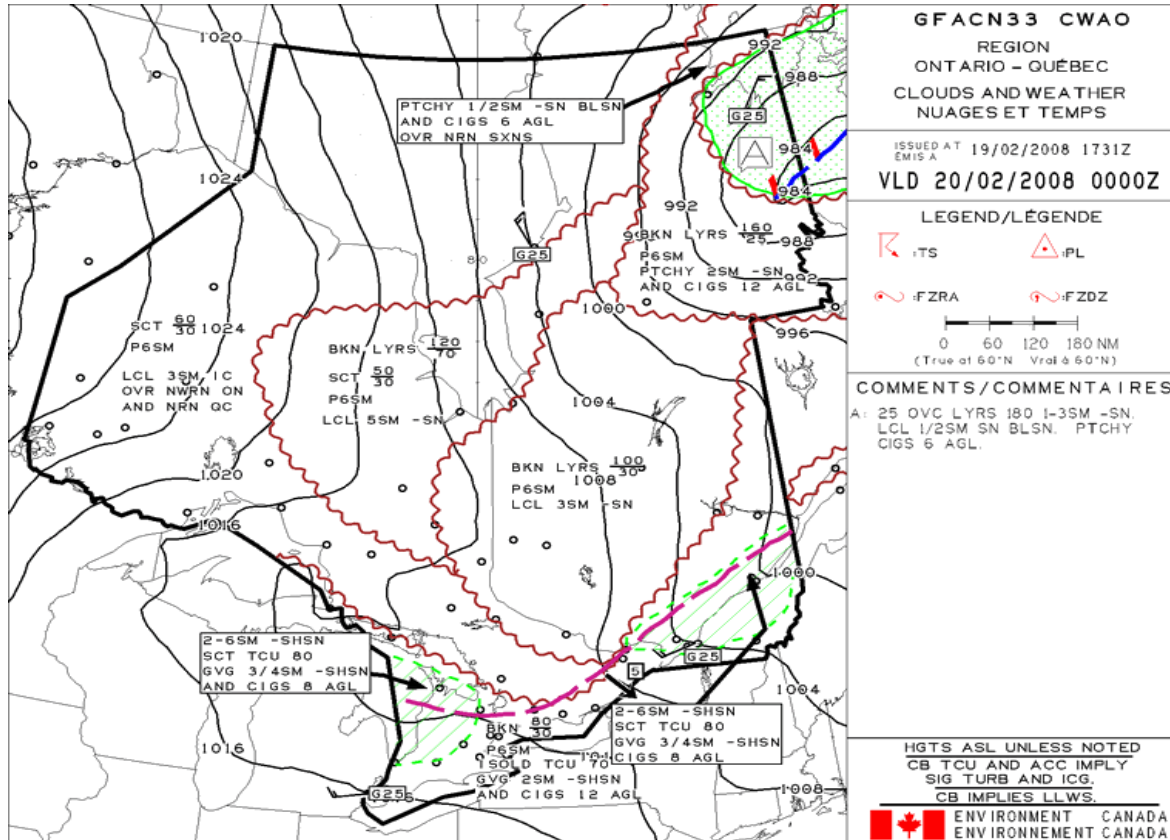 GFACN33 CWAO
REGION
ONTARIO – QUÉBEC
CLOUDS AND WEATHER
NUAGES ET TEMPS
ISSUED AT
ÉMIS A
19/02/2008 1731Z
VLD 20/02/2008 0000Z
LEGEND/LÉGENDE
:TS
:PL
:FZRA
:FZDZ
0 60 120 180 NM
(True at 60°N Vrai à 60°N)
COMMENTS/COMMENTAIRES
A: 25 OVC LYRS 180 1-3SM -SN.
LCL 1/2SM SN BLSN. PTCHY
CIGS 6 AGL.
HGTS ASL UNLESS NOTED
CB TCU AND ACC IMPLY
SIG TURB AND ICG.
CB IMPLIES LLWS.
ENVIRONMENT CANADA
ENVIRONNEMENT CANADA
1020
992
988
PTCHY 1/2SM -SN BLSN
AND CIGS 6 AGL
OVR NRN SXNS
G25
A
984
984
1024
992
BKN LYRS 160/25
P6SM
PTCHY 2SM -SN
AND CIGS 12 AGL
988
992
G25
80
1000
996
SCT 60/30
1024
P6SM
LCL 3SM IC
OVR NWRN ON
AND NRN QC
BKN LYRS 120/70
SCT 50/30
P6SM
LCL 5SM -SN
1004
BKN LYRS 100/30
P6SM
1008
LCL 3SM -SN
1020
1016
1000
2-6SM -SHSN
SCT TCU 80
GVG 3/4SM -SHSN
AND CIGS 8 AGL
G25
5
1004
2-6SM -SHSN
SCT TCU 80
GVG 3/4SM -SHSN
CIGS 8 AGL
1016
BKN 80/30
P6SM
ISOLD TCU 70
GVG 2SM -SHSN
AND CIGS 12 AGL
G25
1008